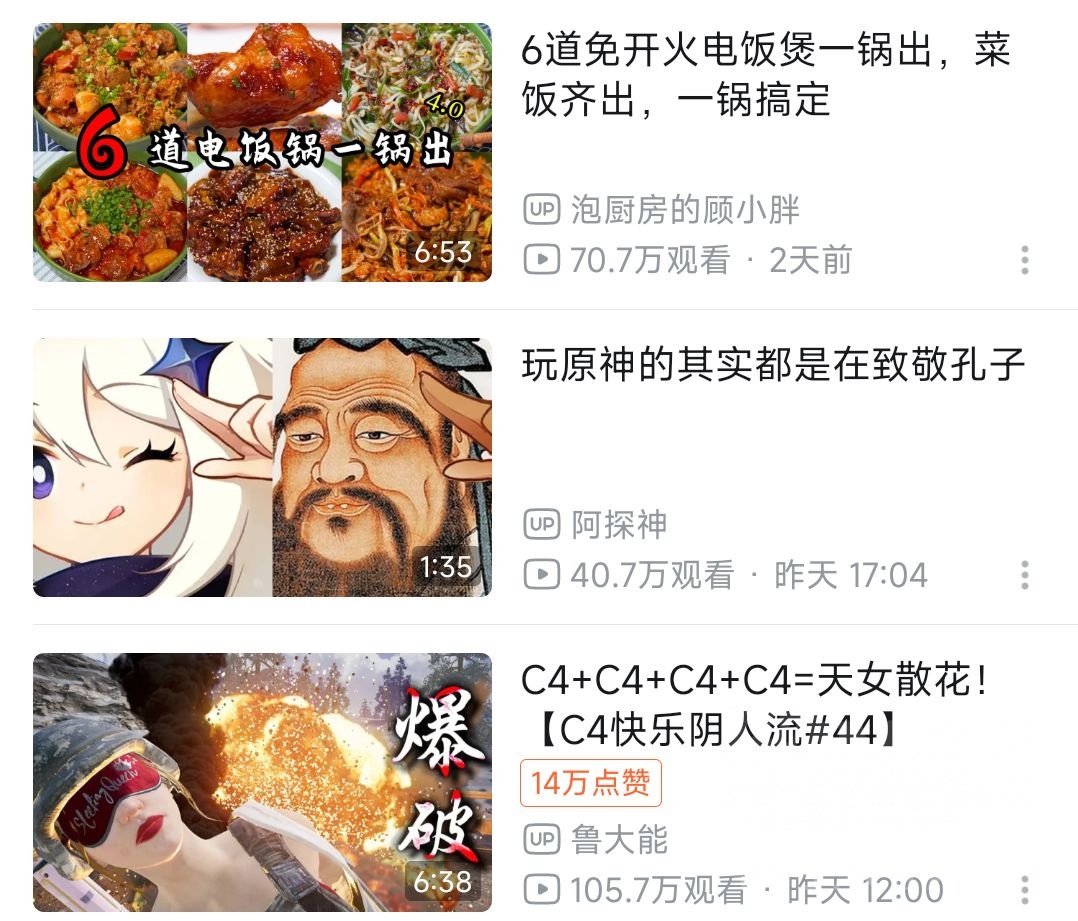 6道电饭锅一锅出
4.0
6:53
6道免开火电饭煲一锅出，菜
饭齐出，一锅搞定
UP 泡厨房的顾小胖
70.7万观看 · 2天前
1:35
玩原神的其实都是在致敬孔子
UP 阿探神
40.7万观看 · 昨天 17:04
爆破
Sleeping Queen
6:38
C4+C4+C4+C4=天女散花！
【C4快乐阴人流#44】
14万点赞
UP 鲁大能
105.7万观看 · 昨天 12:00